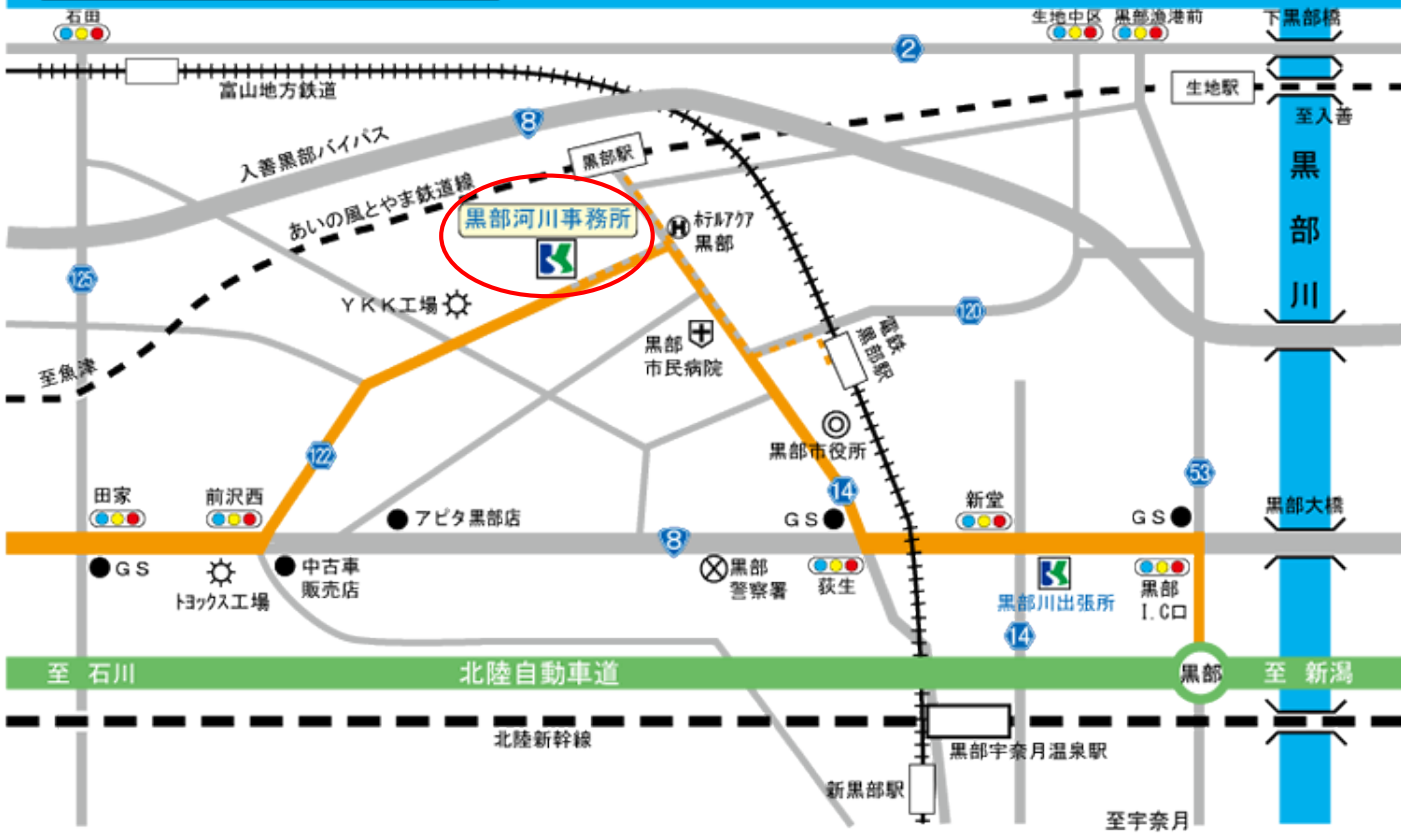 石田
生地中区
黒部漁港前
下黒部橋
2
富山地方鉄道
生地駅
至入善
8
入善黒部バイパス
黒部駅
あいの風とやま鉄道線
黒部河川事務所
H
ホテルアクア
黒部
黒部川
125
YKK工場
120
電鉄
黒部駅
黒部
市民病院
至魚津
黒部市役所
122
14
53
田家
前沢西
アピタ黒部店
GS
新堂
GS
黒部大橋
8
GS
トヨックス工場
中古車
販売店
黒部
警察署
荻生
黒部川出張所
黒部
I.C口
14
至 石川
北陸自動車道
黒部
至 新潟
北陸新幹線
黒部宇奈月温泉駅
新黒部駅
至宇奈月